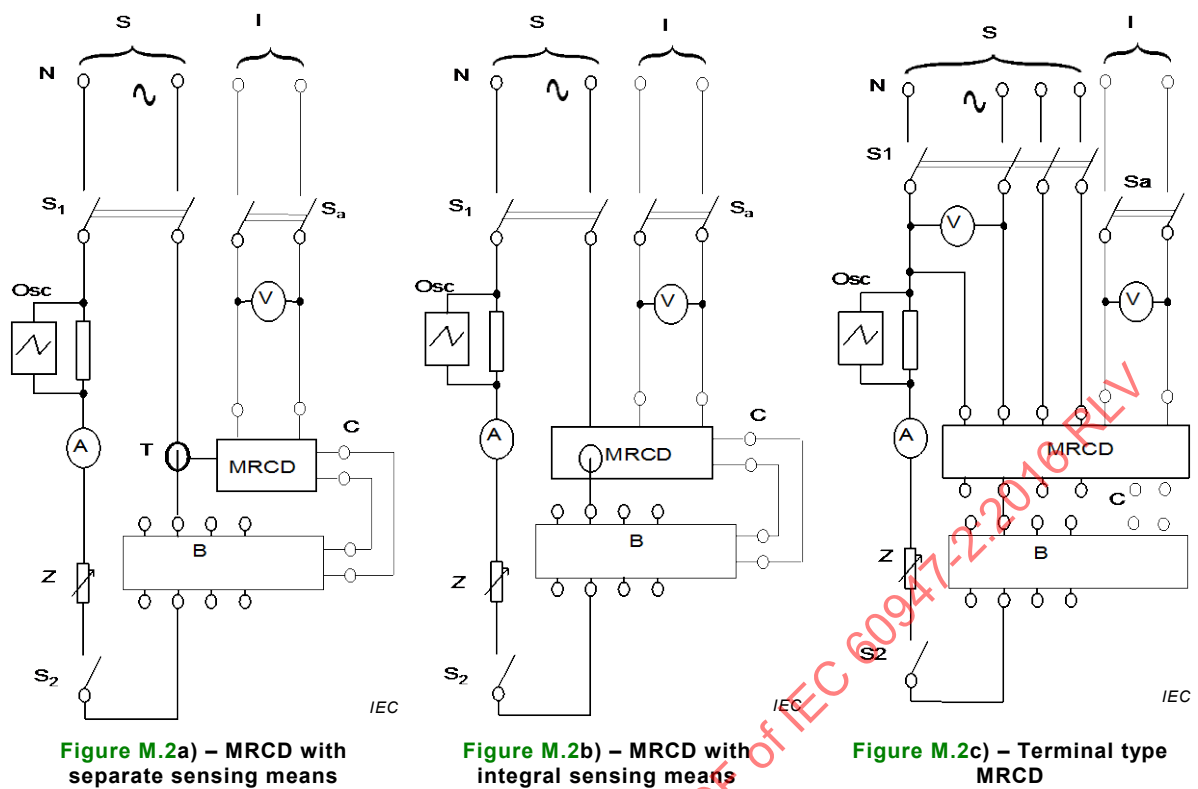 S I
N
S1 Sa
Osc
V
A
T
C
MRCD
B
Z
S2
IEC
Figure M.2a) – MRCD with
separate sensing means
S I
N
S1 Sa
Osc
V
A
C
MRCD
B
Z
S2
IEC
Figure M.2b) – MRCD with
integral sensing means
S I
N
S1
Sa
V
Osc
V
A
MRCD
C
B
Z
S2
IEC
Figure M.2c) – Terminal type
MRCD
PDF of IEC 60947-2:2016 RLV